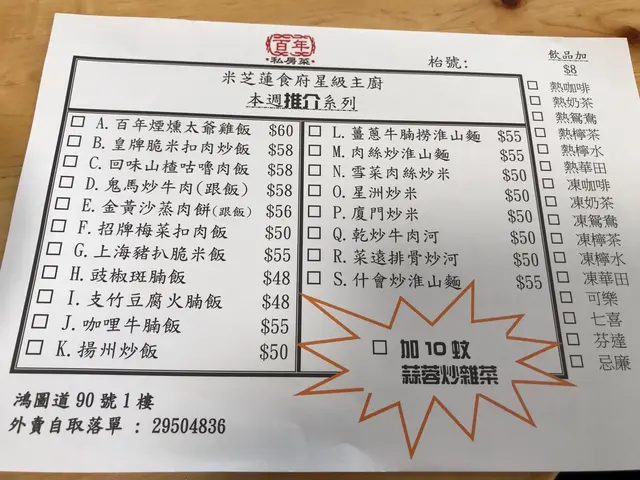 百年
·私房菜·
枱號:
飲品加
$8
米芝蓮食府星級主廚
本週推介系列
□ A. 百年煙燻太爺雞飯 $60
□ B. 皇牌脆米扣肉炒飯 $58
□ C. 回味山楂咕嚕肉飯 $58
□ D. 鬼馬炒牛肉(跟飯) $58
□ E. 金黃沙蒸肉餅(跟飯) $56
□ F. 招牌梅菜扣肉飯 $50
□ G. 上海豬扒脆米飯 $55
□ H. 豉椒斑腩飯 $48
□ I. 支竹豆腐火腩飯 $48
□ J. 咖哩牛腩飯 $55
□ K. 揚州炒飯 $50
□ L. 薑蔥牛腩撈淮山麵 $55
□ M. 肉絲炒淮山麵 $55
□ N. 雪菜肉絲炒米 $50
□ O. 星洲炒米 $50
□ P. 廈門炒米 $50
□ Q. 乾炒牛肉河 $50
□ R. 菜遠排骨炒河 $50
□ S. 什會炒淮山麵 $55
□ 加 10 蚊
蒜蓉炒雜菜
□ 熱咖啡
□ 熱奶茶
□ 熱鴛鴦
□ 熱檸茶
□ 熱檸水
□ 熱華田
□ 凍咖啡
□ 凍奶茶
□ 凍鴛鴦
□ 凍檸茶
□ 凍檸水
□ 凍華田
□ 可樂
□ 七喜
□ 芬達
□ 忌廉
鴻圖道 90 號 1 樓
外賣自取落單 : 29504836